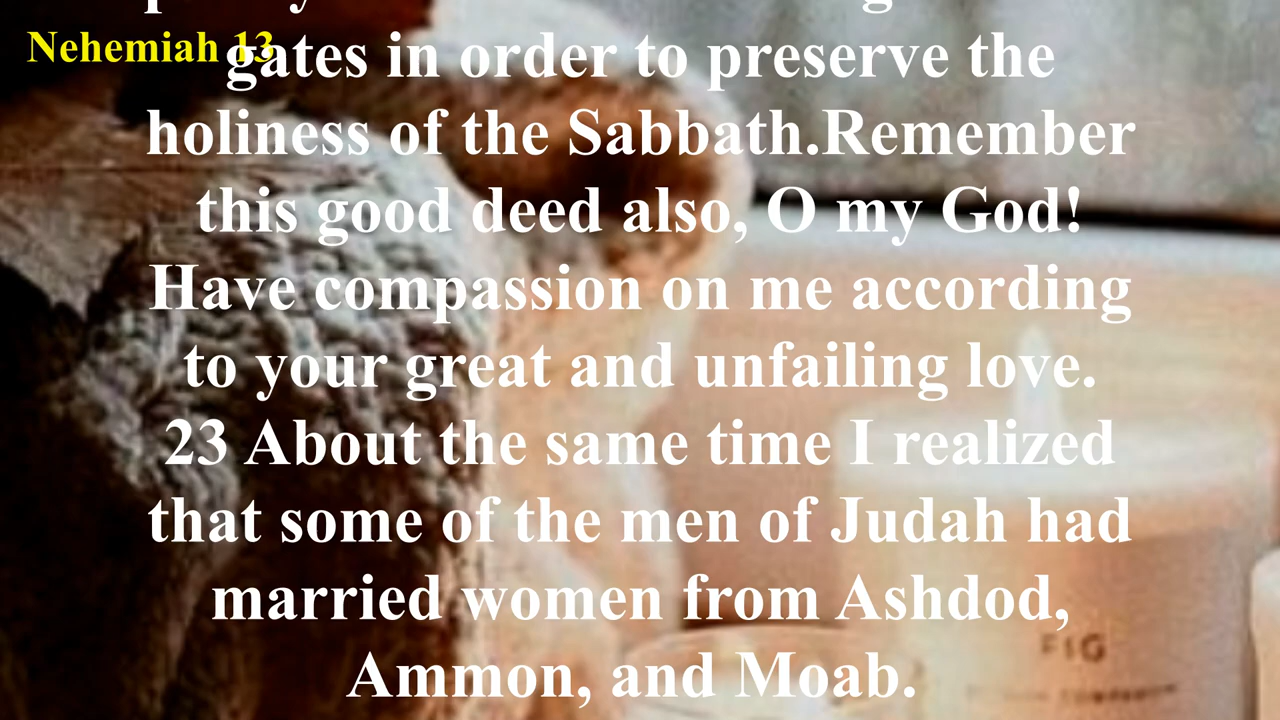 Nehemiah 13
gates in order to preserve the
holiness of the Sabbath.Remember
this good deed also, O my God!
Have compassion on me according
to your great and unfailing love.
23 About the same time I realized
that some of the men of Judah had
married women from Ashdod,
Ammon, and Moab.
FIG